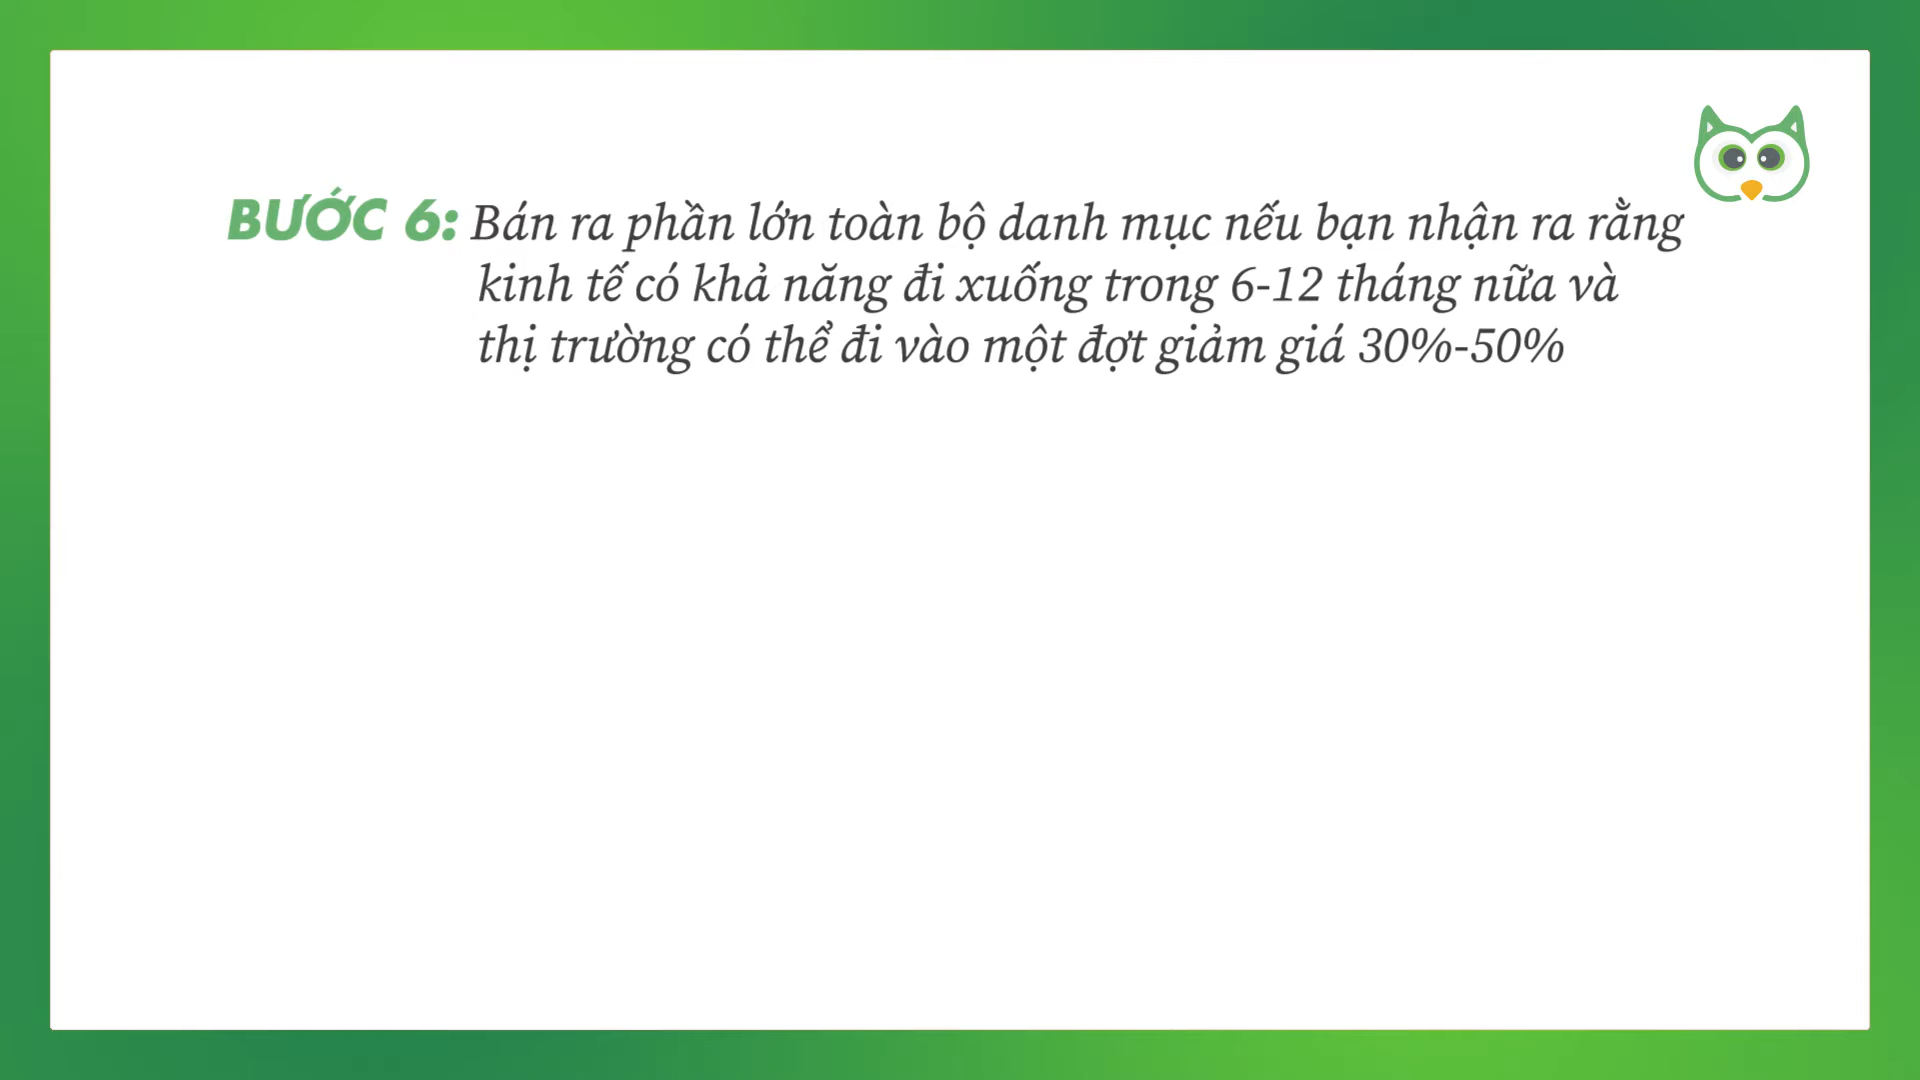 BƯỚC 6: Bán ra phần lớn toàn bộ danh mục nếu bạn nhận ra rằng
kinh tế có khả năng đi xuống trong 6-12 tháng nữa và
thị trường có thể đi vào một đợt giảm giá 30%-50%